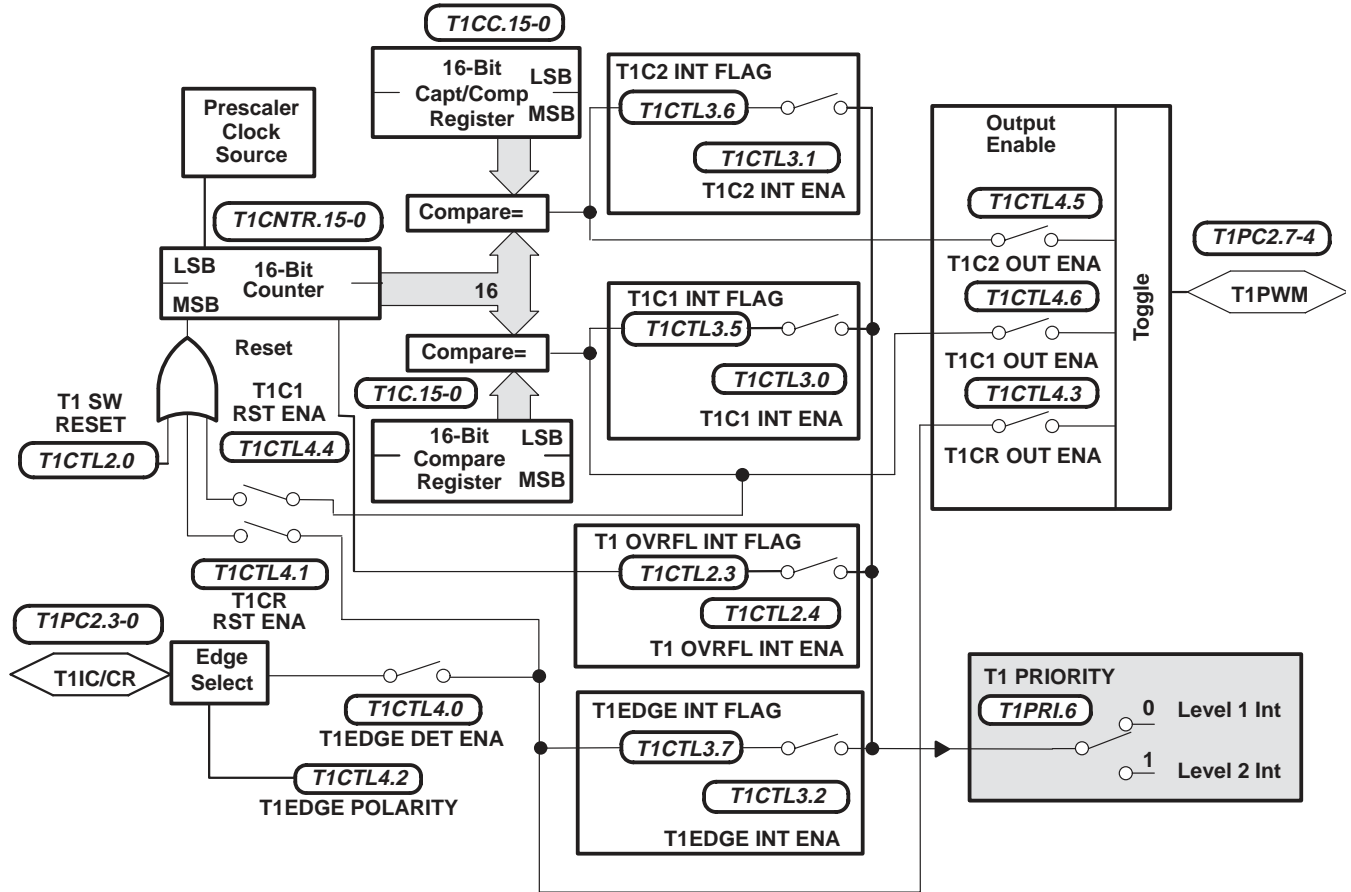 T1CC.15-0
16-Bit
Capt/Comp
Register
LSB
MSB
Prescaler
Clock
Source
T1CNTR.15-0
LSB
MSB
16-Bit
Counter
16
Compare=
Compare=
Reset
T1 SW
RESET
T1CTL2.0
T1C1
RST ENA
T1CTL4.4
T1C.15-0
16-Bit
Compare
Register
LSB
MSB
T1CTL4.1
T1CR
RST ENA
T1PC2.3-0
T1IC/CR
Edge
Select
T1CTL4.0
T1EDGE DET ENA
T1CTL4.2
T1EDGE POLARITY
T1C2 INT FLAG
T1CTL3.6
T1CTL3.1
T1C2 INT ENA
T1C1 INT FLAG
T1CTL3.5
T1CTL3.0
T1C1 INT ENA
T1 OVRFL INT FLAG
T1CTL2.3
T1CTL2.4
T1 OVRFL INT ENA
T1EDGE INT FLAG
T1CTL3.7
T1CTL3.2
T1EDGE INT ENA
Output
Enable
T1CTL4.5
T1C2 OUT ENA
T1CTL4.6
T1C1 OUT ENA
T1CTL4.3
T1CR OUT ENA
Toggle
T1PC2.7-4
T1PWM
T1 PRIORITY
T1PRI.6
0 Level 1 Int
1 Level 2 Int